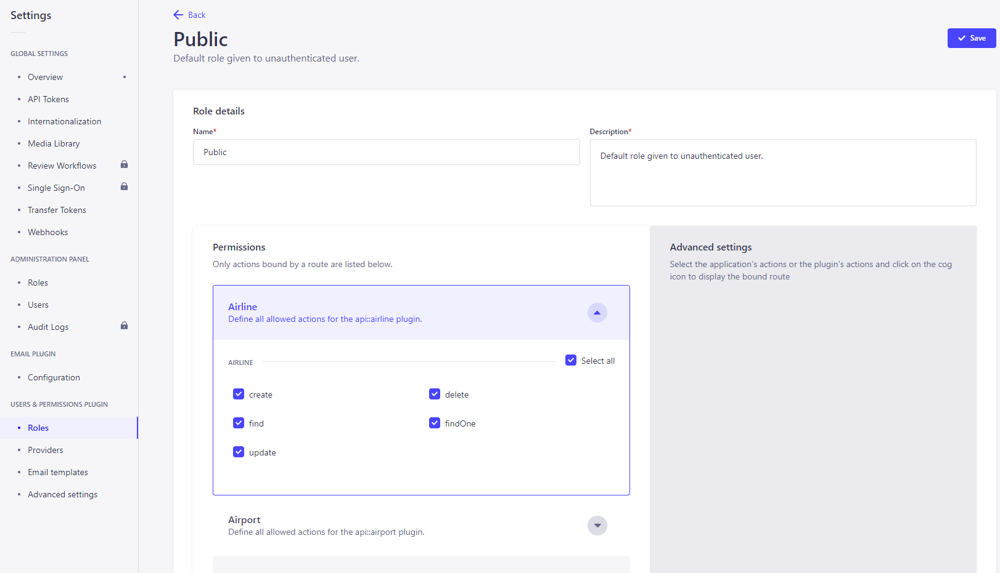 Settings
GLOBAL SETTINGS
Overview
API Tokens
Internationalization
Media Library
Review Workflows
Single Sign-On
Transfer Tokens
Webhooks
ADMINISTRATION PANEL
Roles
Users
Audit Logs
EMAIL PLUGIN
Configuration
USERS & PERMISSIONS PLUGIN
Roles
Providers
Email templates
Advanced settings
Back
Public
Default role given to unauthenticated user.
Save
Role details
Name*
Public
Description*
Default role given to unauthenticated user.
Permissions
Only actions bound by a route are listed below.
Airline
Define all allowed actions for the api::airline plugin.
AIRLINE
Select all
create
delete
find
findOne
update
Airport
Define all allowed actions for the api::airport plugin.
Advanced settings
Select the application's actions or the plugin's actions and click on the cog
icon to display the bound route